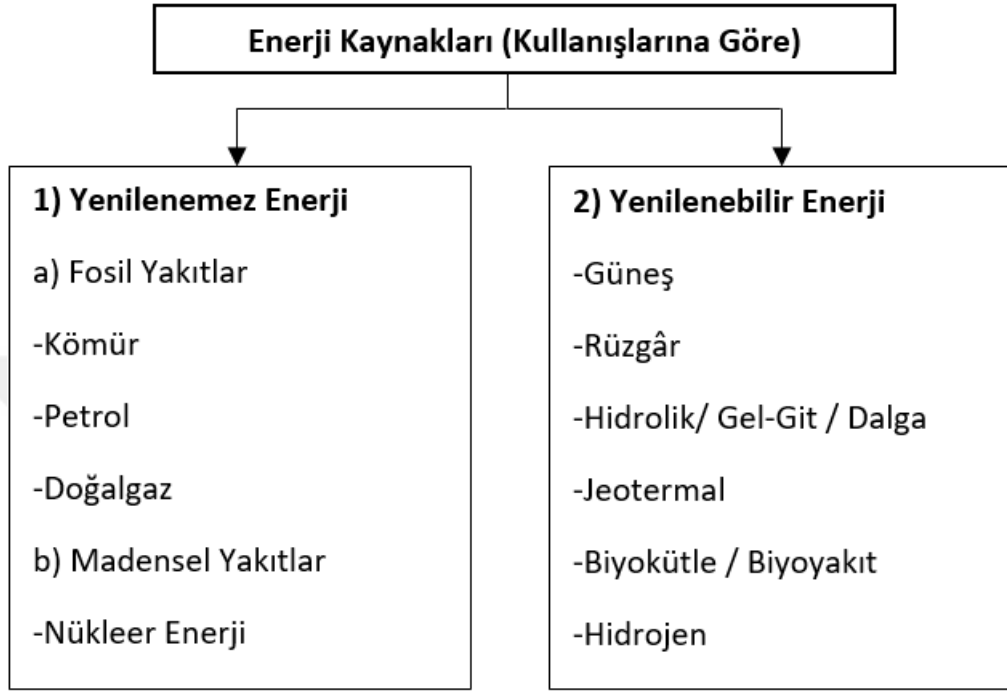 Enerji Kaynakları (Kullanışlarına Göre)
1) Yenilenemez Enerji
a) Fosil Yakıtlar
-Kömür
-Petrol
-Doğalgaz
b) Madensel Yakıtlar
-Nükleer Enerji
2) Yenilenebilir Enerji
-Güneş
-Rüzgâr
-Hidrolik/ Gel-Git / Dalga
-Jeotermal
-Biyokütle / Biyoyakıt
-Hidrojen